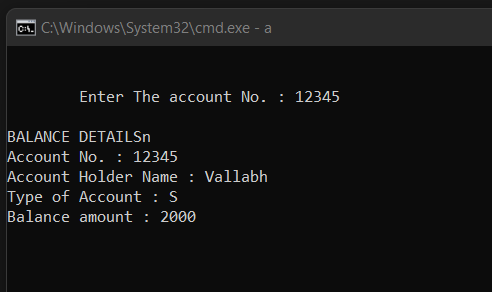 C:\Windows\System32\cmd.exe - a
Enter The account No. : 12345
BALANCE DETAILSn
Account No. : 12345
Account Holder Name : Vallabh
Type of Account : S
Balance amount : 2000